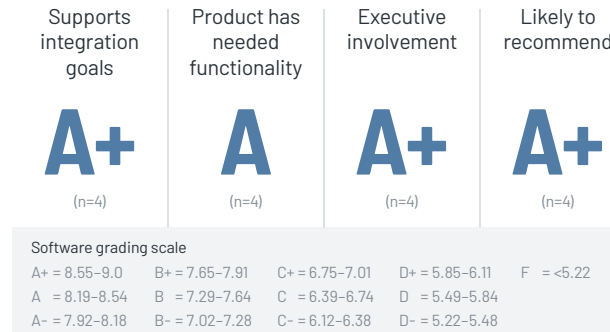 Supports integration goals
Product has needed functionality
Executive involvement
Likely to recommend
A+
A
A+
A+
(n=4)
(n=4)
(n=4)
(n=4)
Software grading scale
A+ = 8.55–9.0 B+ = 7.65–7.91 C+ = 6.75–7.01 D+ = 5.85–6.11 F = <5.22
A = 8.19–8.54 B = 7.29–7.64 C = 6.39–6.74 D = 5.49–5.84
A- = 7.92–8.18 B- = 7.02–7.28 C- = 6.12–6.38 D- = 5.22–5.48